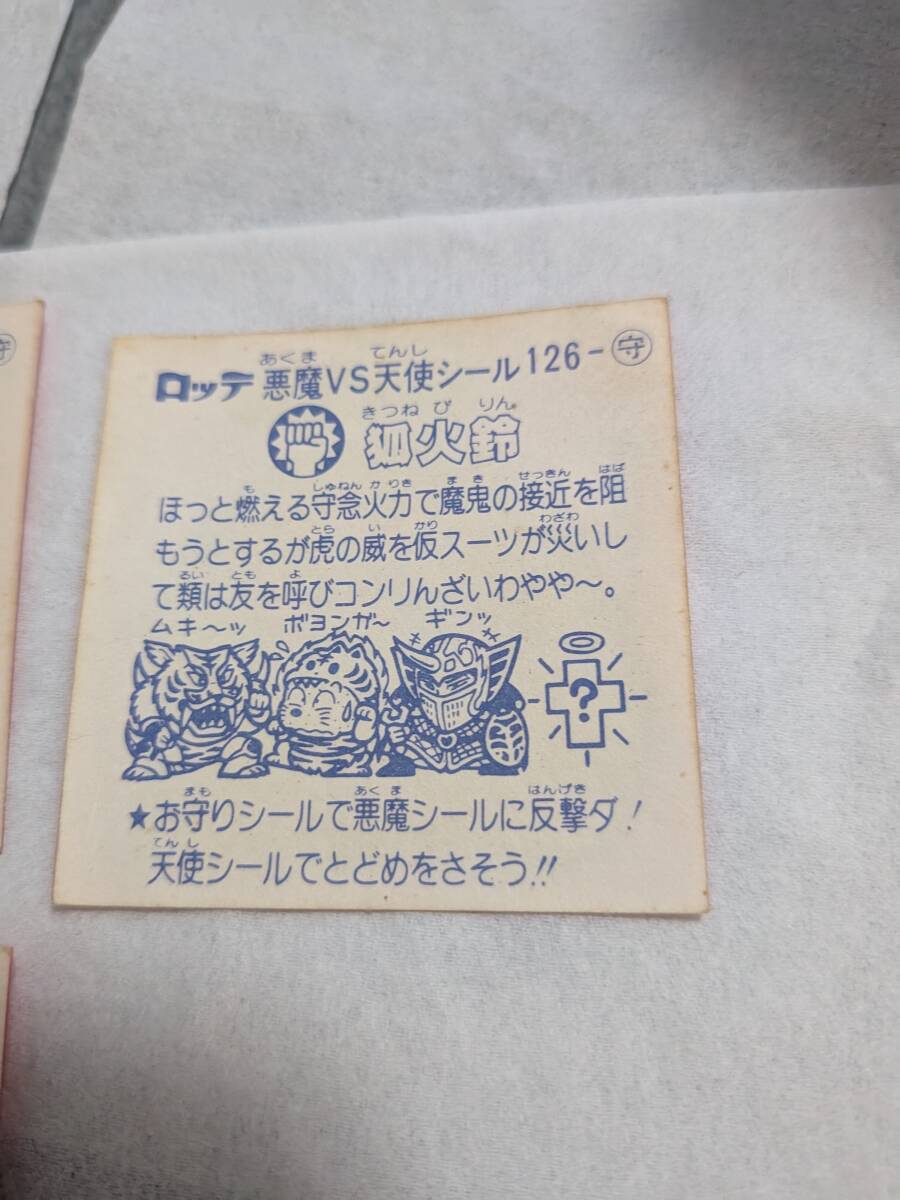 ロッテ 悪魔VS天使シール 126-守
狐火鈴
ほっと燃える守念火力で魔鬼の接近を阻
もうとするが虎の威を仮スーツが災いし
て類は友を呼びコンリんざいわやや〜。
ムキ〜ッ ボヨンガ〜 ギンッ
?
★お守りシールで悪魔シールに反撃ダ!
天使シールでとどめをさそう!!
守